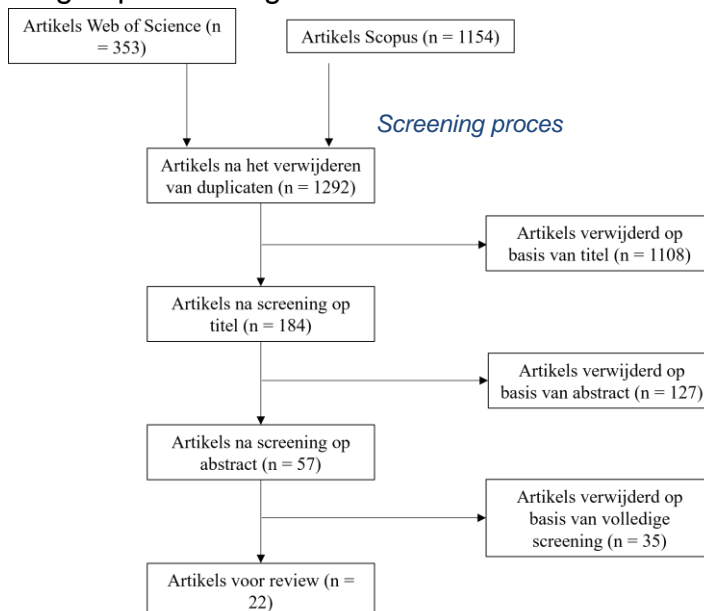 Artikels Web of Science (n
= 353)
Artikels Scopus (n = 1154)
Screening proces
Artikels na het verwijderen
van duplicaten (n = 1292)
Artikels verwijderd op
basis van titel (n = 1108)
Artikels na screening op
titel (n = 184)
Artikels verwijderd op
basis van abstract (n = 127)
Artikels na screening op
abstract (n = 57)
Artikels verwijderd op
basis van volledige
screening (n = 35)
Artikels voor review (n =
22)